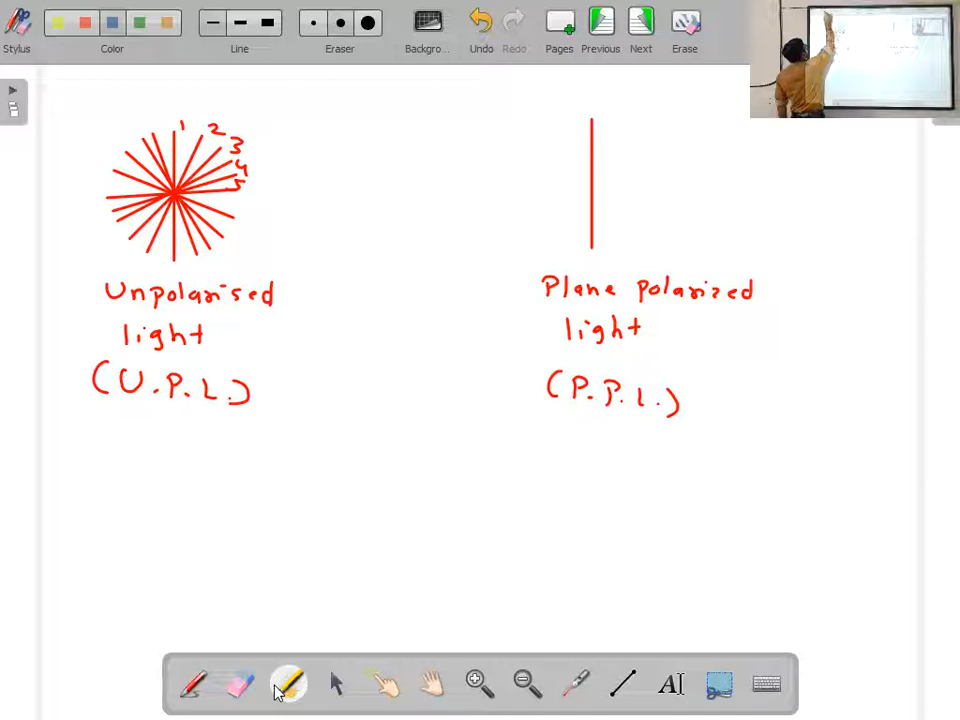 Stylus
Color
Line
Eraser
Backgro...
Undo
Redo
Pages
Previous
Next
Erase
1
2
3
4
5
Unpolarised
light
(U.P.L.)
Plane polarized
light
(P.P.L.)
A